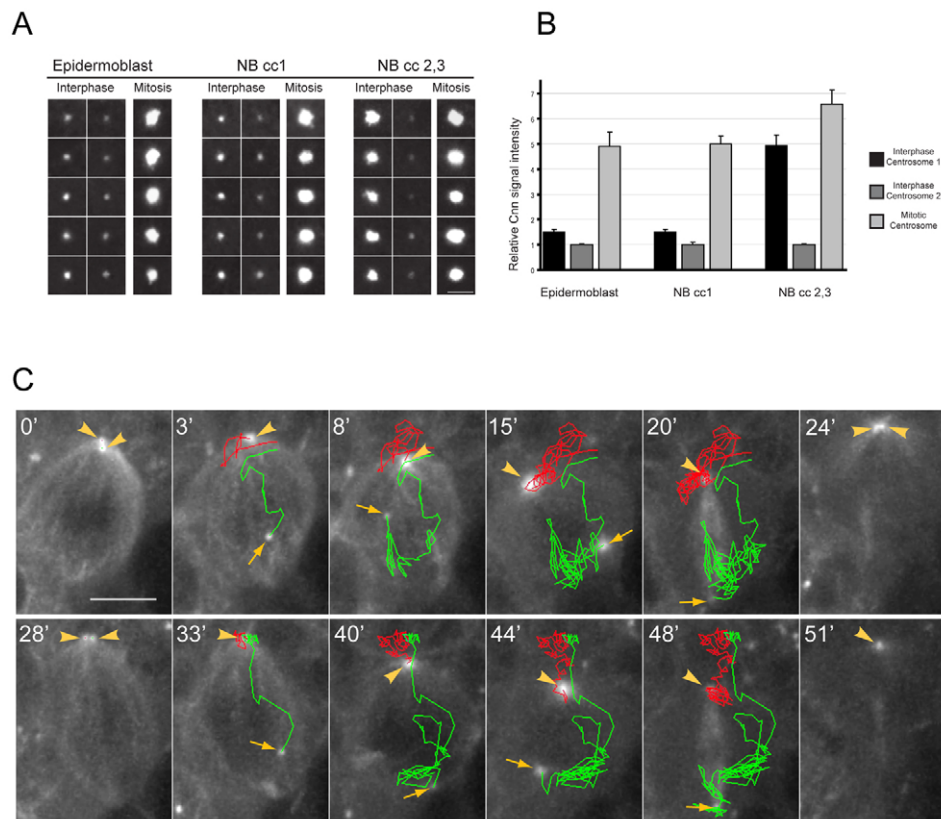 A
Epidermoblast NB cc1 NB cc 2,3
Interphase Mitosis Interphase Mitosis Interphase Mitosis
B
Relative Cnn signal intensity
7
6
5
4
3
2
1
0
Epidermoblast NB cc1 NB cc 2,3
Interphase
Centrosome 1
Interphase
Centrosome 2
Mitotic
Centrosome
C
0' 3' 8' 15' 20' 24'
28' 33' 40' 44' 48' 51'